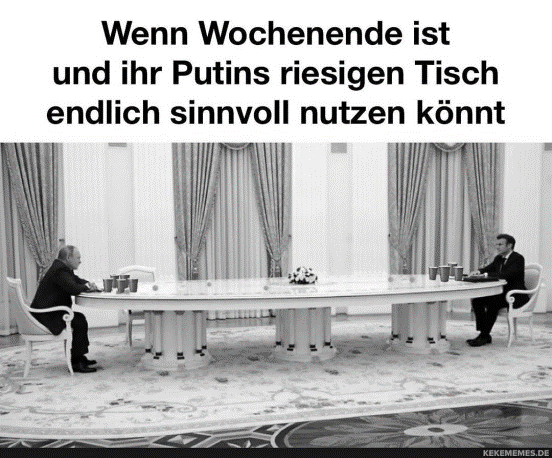 Wenn Wochenende ist
und ihr Putins riesigen Tisch
endlich sinnvoll nutzen könnt
KEKEMEMES.DE